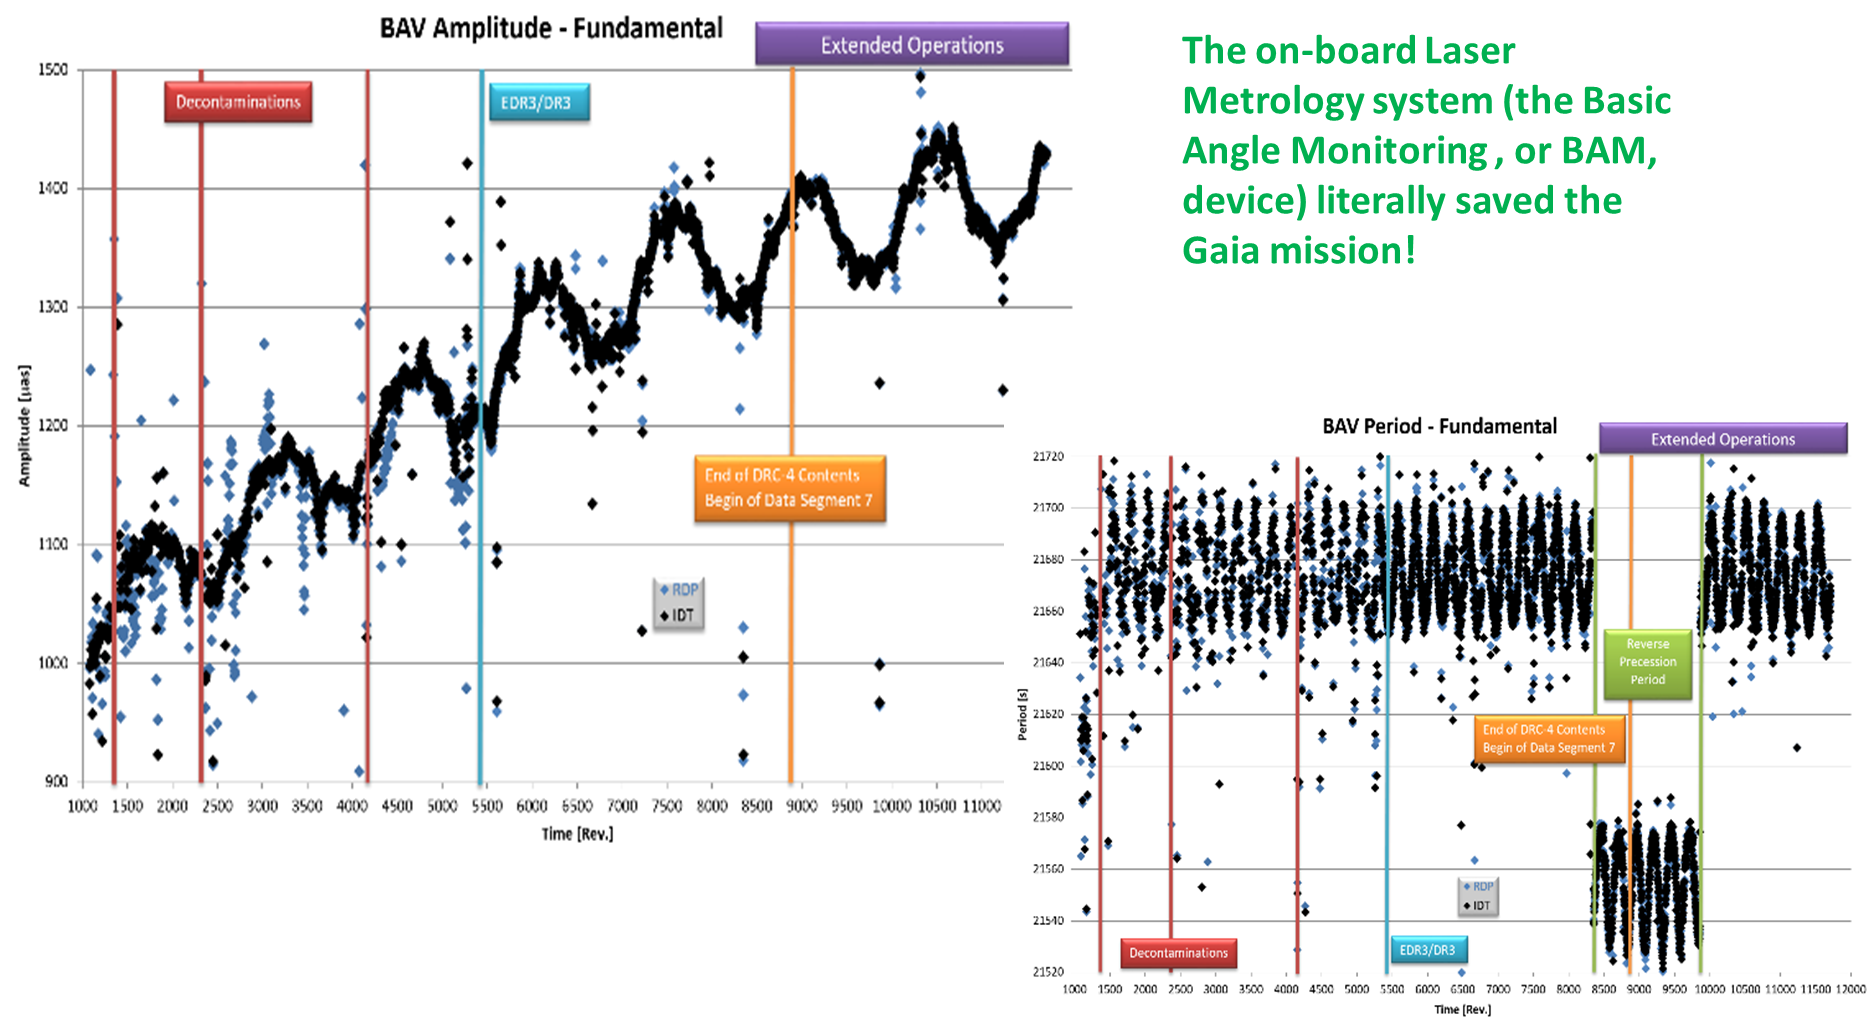 BAV Amplitude - Fundamental
Extended Operations
1500
Decontaminations
EDR3/DR3
1400
1300
1200
End of DRC-4 Contents
Begin of Data Segment 7
1100
RDP
IDT
1000
900
Amplitude [µas]
1000 1500 2000 2500 3000 3500 4000 4500 5000 5500 6000 6500 7000 7500 8000 8500 9000 9500 10000 10500 11000
Time [Rev.]
The on-board Laser
Metrology system (the Basic
Angle Monitoring , or BAM,
device) literally saved the
Gaia mission!
BAV Period - Fundamental
Extended Operations
21720
21700
21680
21660
Reverse
Precession
Period
21640
21620
End of DRC-4 Contents
Begin of Data Segment 7
21600
21580
21560
RDP
IDT
21540
Decontaminations
EDR3/DR3
21520
Period [s]
1000 1500 2000 2500 3000 3500 4000 4500 5000 5500 6000 6500 7000 7500 8000 8500 9000 9500 10000 10500 11000 11500 12000
Time [Rev.]